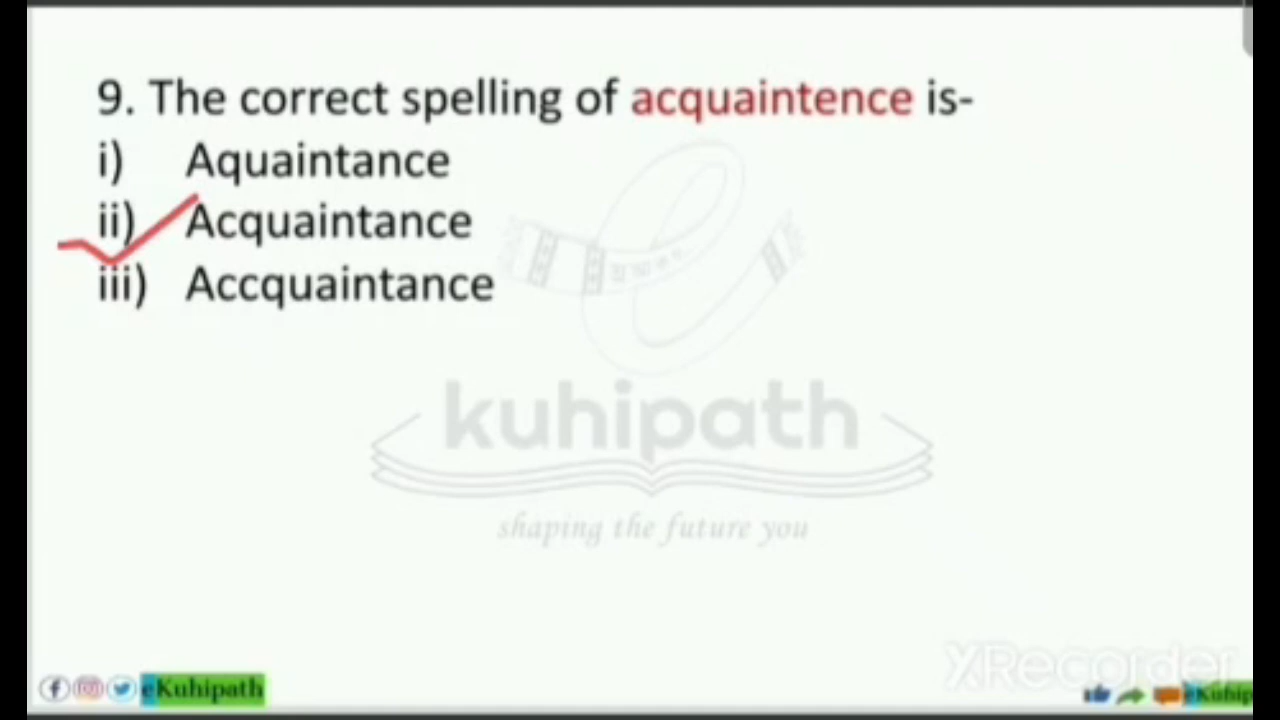 9. The correct spelling of acquaintence is-
i) Aquaintance
ii) Acquaintance
iii) Accquaintance
kuhipath
shaping the future you
XRecorder
eKuhipath